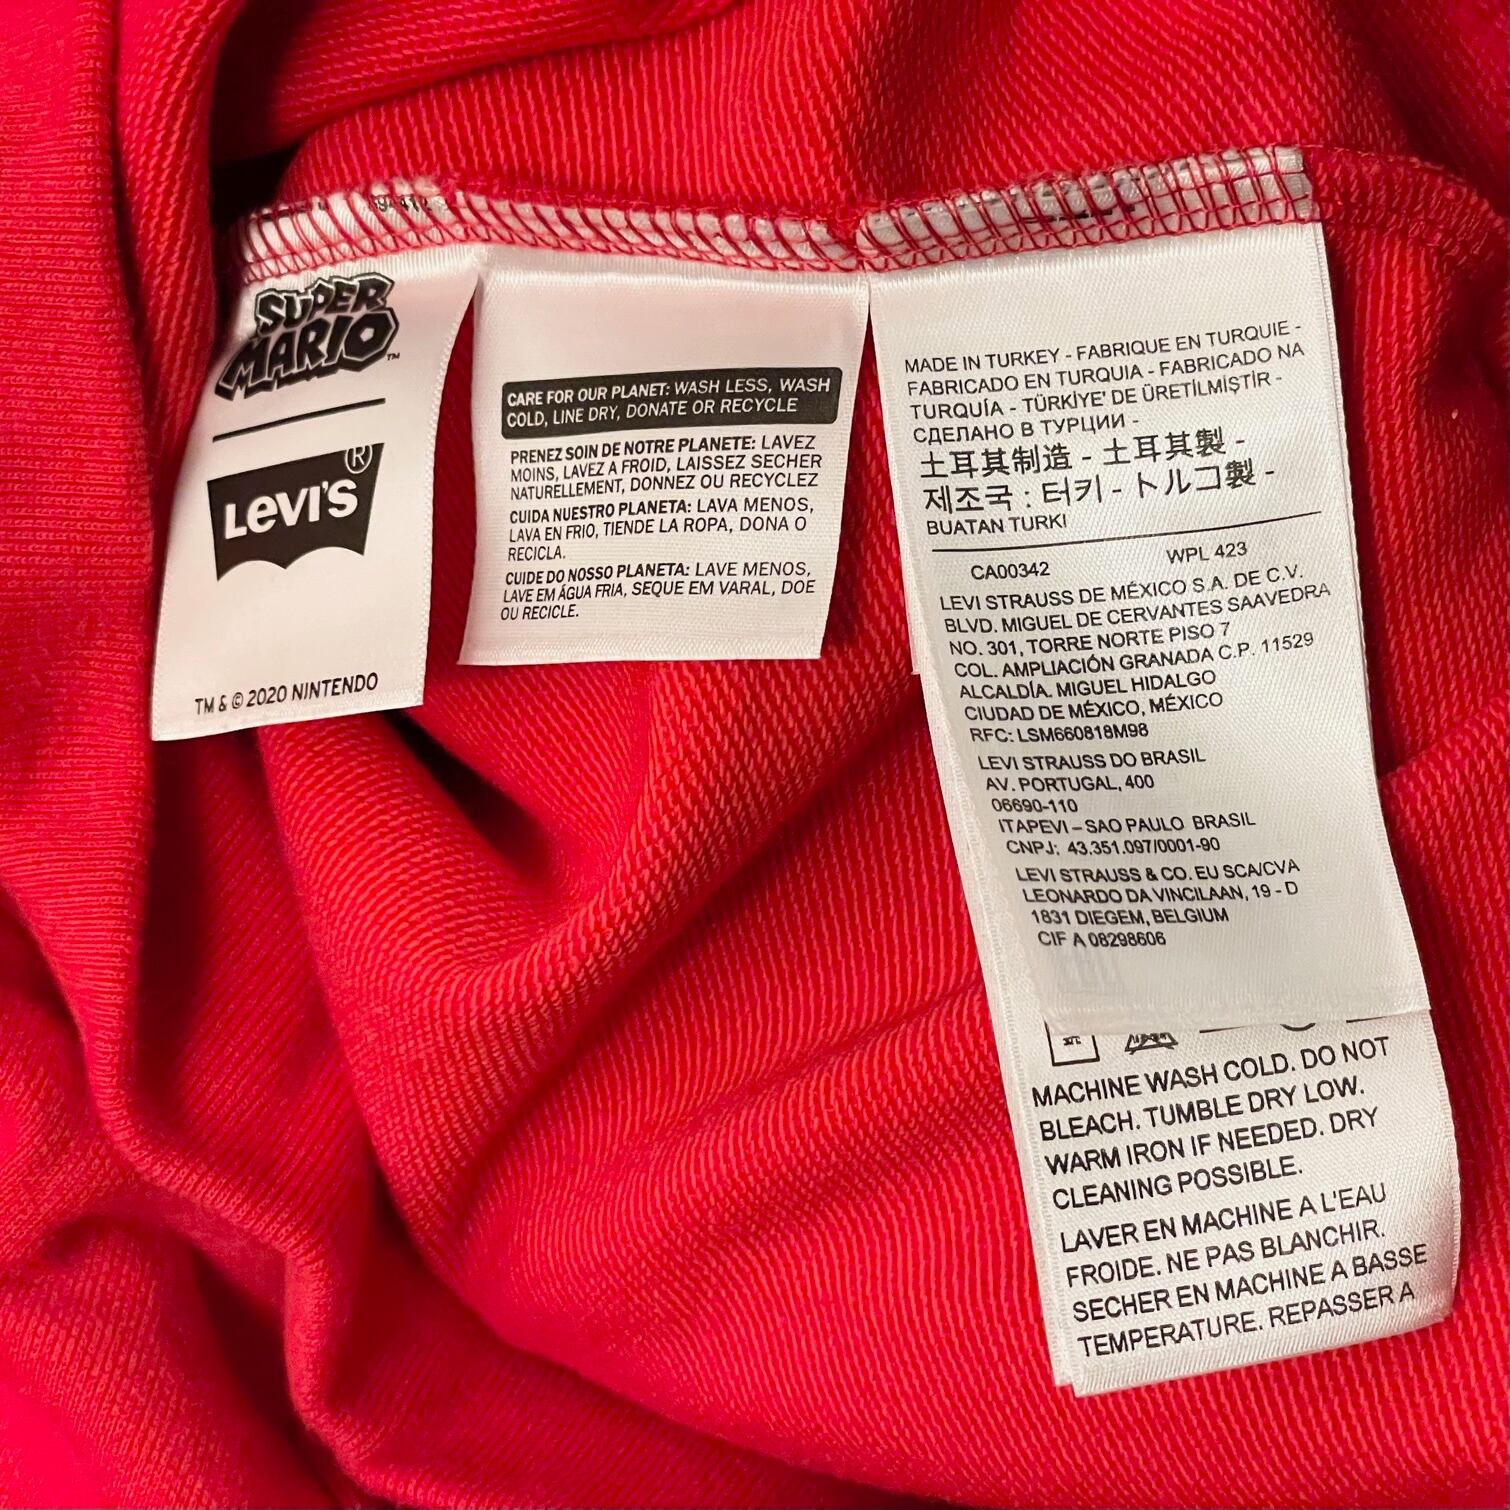 SUPER
MARIO™
LEVI'S®
TM & © 2020 NINTENDO
CARE FOR OUR PLANET: WASH LESS, WASH
COLD, LINE DRY, DONATE OR RECYCLE
PRENEZ SOIN DE NOTRE PLANETE: LAVEZ
MOINS, LAVEZ A FROID, LAISSEZ SECHER
NATURELLEMENT, DONNEZ OU RECYCLEZ
CUIDA NUESTRO PLANETA: LAVA MENOS,
LAVA EN FRIO, TIENDE LA ROPA, DONA O
RECICLA.
CUIDE DO NOSSO PLANETA: LAVE MENOS,
LAVE EM ÁGUA FRIA, SEQUE EM VARAL, DOE
OU RECICLE.
MADE IN TURKEY - FABRIQUE EN TURQUIE -
FABRICADO EN TURQUIA - FABRICADO NA
TURQUÍA - TÜRKİYE' DE ÜRETİLMİŞTİR -
СДЕЛАНО В ТУРЦИИ -
土耳其制造 - 土耳其製 -
제조국 : 터키 - トルコ製 -
BUATAN TURKI
CA00342 WPL 423
LEVI STRAUSS DE MÉXICO S.A. DE C.V.
BLVD. MIGUEL DE CERVANTES SAAVEDRA
NO. 301, TORRE NORTE PISO 7
COL. AMPLIACIÓN GRANADA C.P. 11529
ALCALDÍA. MIGUEL HIDALGO
CIUDAD DE MÉXICO, MÉXICO
RFC: LSM660818M98
LEVI STRAUSS DO BRASIL
AV. PORTUGAL, 400
06690-110
ITAPEVI – SAO PAULO BRASIL
CNPJ: 43.351.097/0001-90
LEVI STRAUSS & CO. EU SCA/CVA
LEONARDO DA VINCILAAN, 19 - D
1831 DIEGEM, BELGIUM
CIF A 08298606
MACHINE WASH COLD. DO NOT
BLEACH. TUMBLE DRY LOW.
WARM IRON IF NEEDED. DRY
CLEANING POSSIBLE.
LAVER EN MACHINE A L'EAU
FROIDE. NE PAS BLANCHIR.
SECHER EN MACHINE A BASSE
TEMPERATURE. REPASSER A